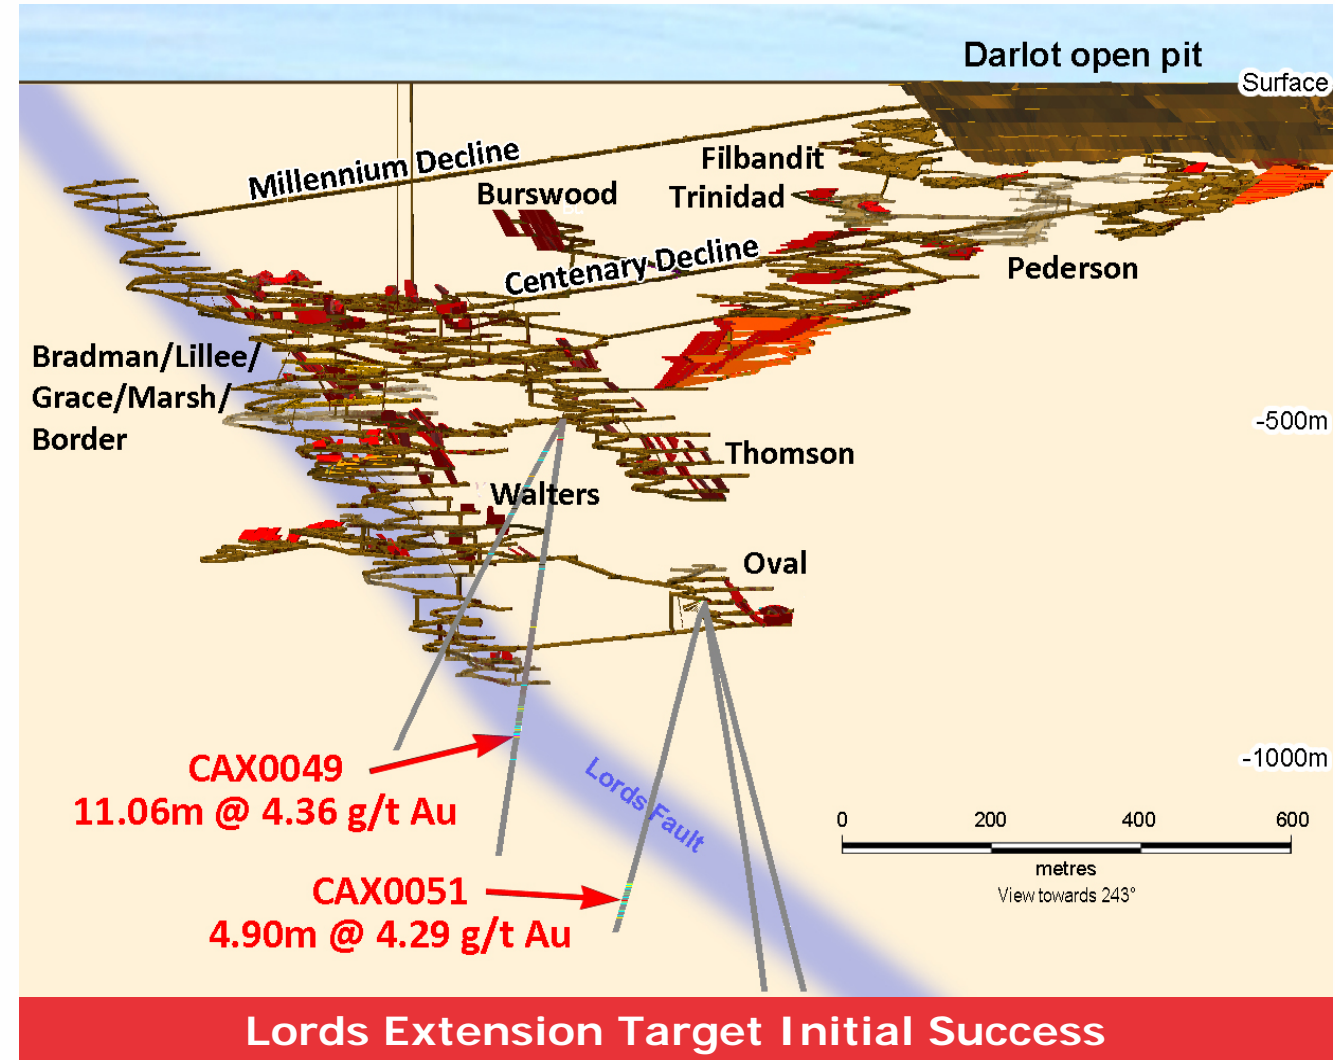 Darlot open pit
Surface
Millennium Decline
Filbandit
Trinidad
Burswood
Centenary Decline
Pederson
Bradman/Lillee/
Grace/Marsh/
Border
-500m
Thomson
Walters
Oval
-1000m
Lords Fault
CAX0049
11.06m @ 4.36 g/t Au
0 200 400 600
metres
View towards 243°
CAX0051
4.90m @ 4.29 g/t Au
Lords Extension Target Initial Success